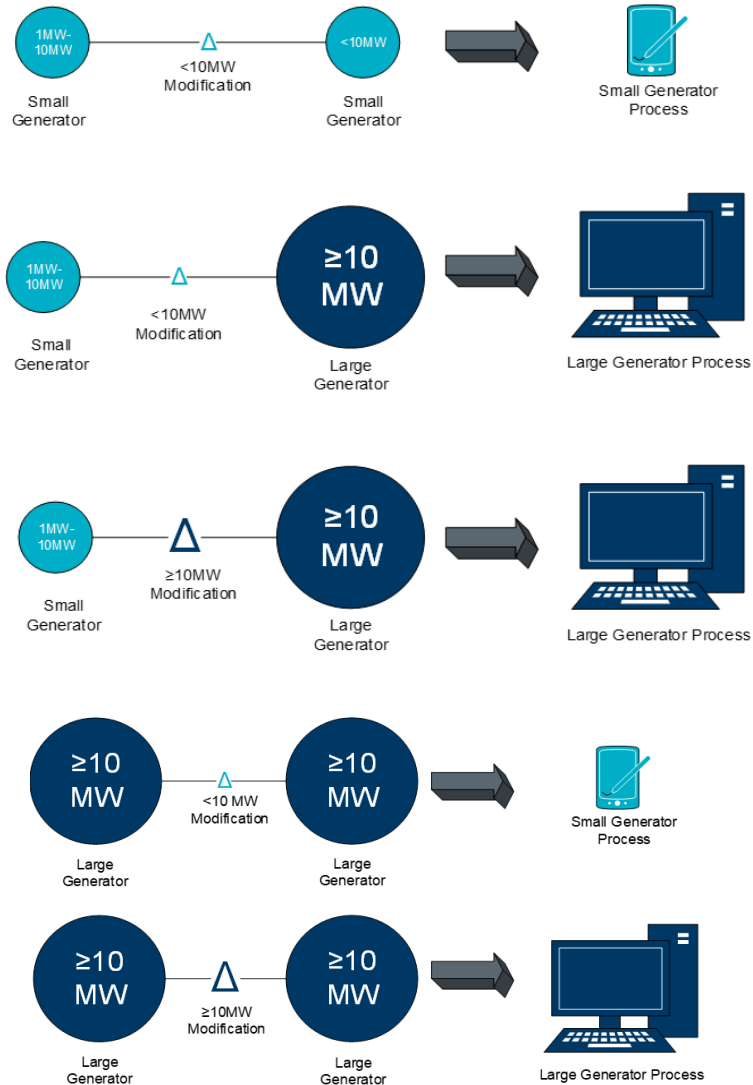 1MW-
10MW
Δ
<10MW
<10MW
Modification
Small
Generator
Small
Generator
Small Generator
Process
1MW-
10MW
Δ
≥10
MW
<10MW
Modification
Small
Generator
Large
Generator
Large Generator Process
1MW-
10MW
Δ
≥10
MW
≥10MW
Modification
Small
Generator
Large
Generator
Large Generator Process
≥10
MW
Δ
≥10
MW
<10 MW
Modification
Large
Generator
Large
Generator
Small Generator
Process
≥10
MW
Δ
≥10
MW
≥10MW
Modification
Large
Generator
Large
Generator
Large Generator Process